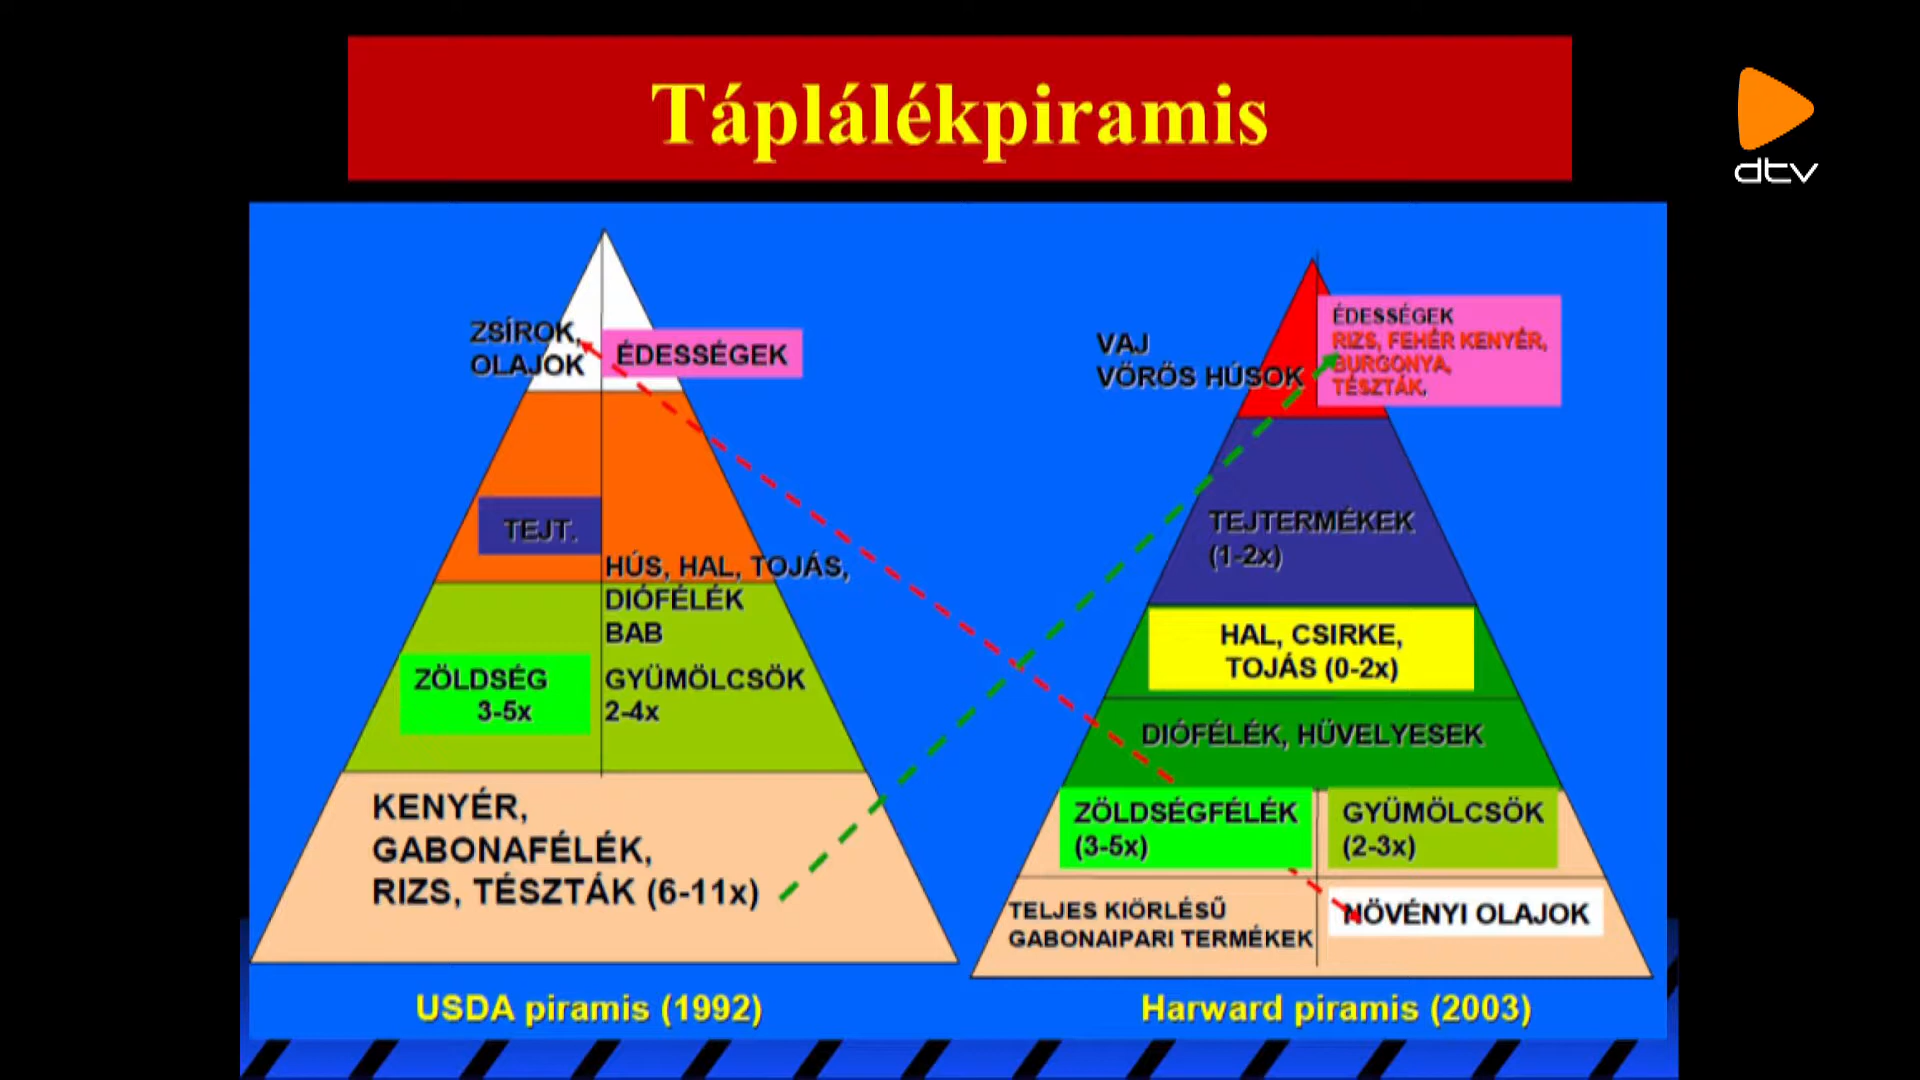 Táplálékpiramis
dtv
ZSÍROK,
OLAJOK
ÉDESSÉGEK
TEJT.
HÚS, HAL, TOJÁS,
DIÓFÉLÉK
BAB
ZÖLDSÉG
3-5x
GYÜMÖLCSÖK
2-4x
KENYÉR,
GABONAFÉLÉK,
RIZS, TÉSZTÁK (6-11x)
USDA piramis (1992)
VAJ
VÖRÖS HÚSOK
ÉDESSÉGEK
RIZS, FEHÉR KENYÉR,
BURGONYA,
TÉSZTÁK.
TEJTERMÉKEK
(1-2x)
HAL, CSIRKE,
TOJÁS (0-2x)
DIÓFÉLÉK, HÜVELYESEK
ZÖLDSÉGFÉLÉK
(3-5x)
GYÜMÖLCSÖK
(2-3x)
TELJES KIÖRLÉSŰ
GABONAIPARI TERMÉKEK
NÖVÉNYI OLAJOK
Harward piramis (2003)